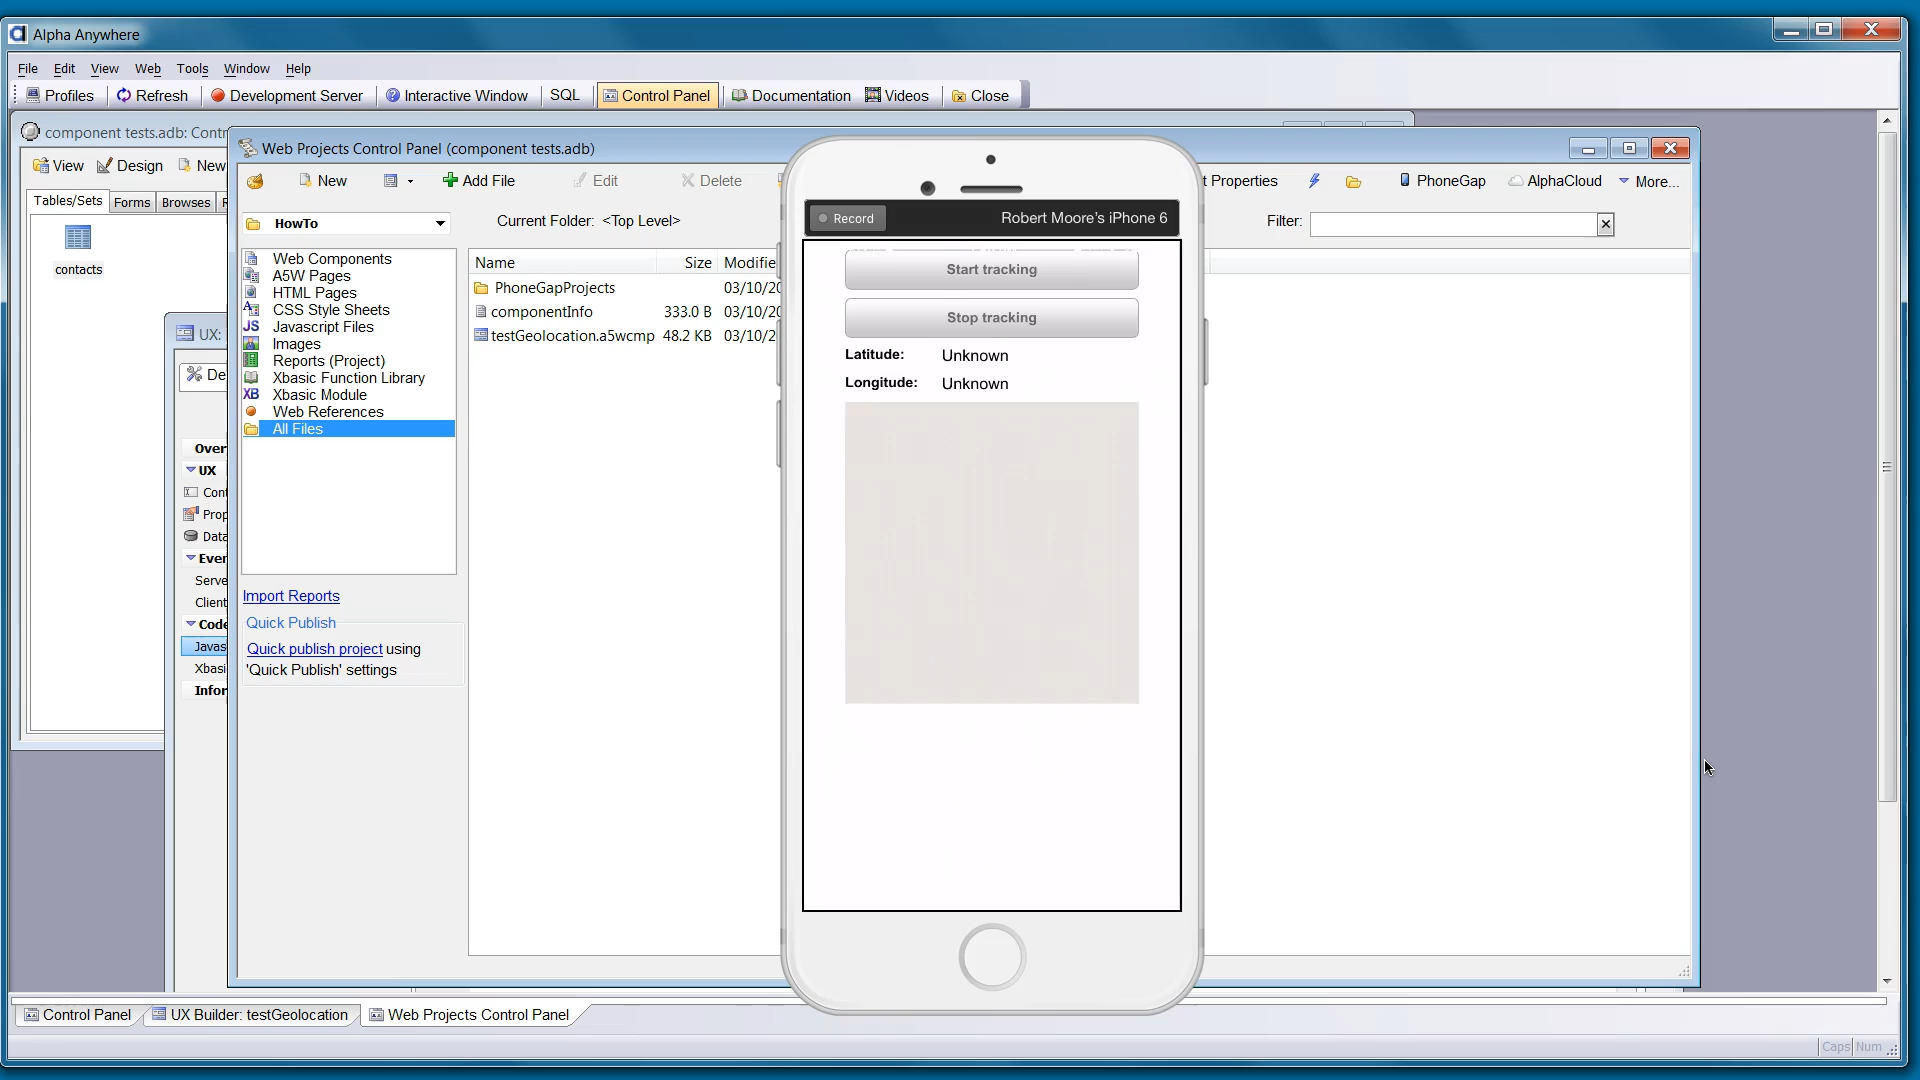 Alpha Anywhere
File Edit View Web Tools Window Help
Profiles Refresh Development Server Interactive Window SQL Control Panel Documentation Videos Close
component tests.adb: Contr
View Design New
Tables/Sets Forms Browses
contacts
UX:
De
Over
UX
Cont
Prop
Data
Even
Serve
Client
Code
Javas
Xbasi
Infor
Web Projects Control Panel (component tests.adb)
New Add File Edit Delete t Properties PhoneGap AlphaCloud More...
HowTo
Current Folder: <Top Level>
Filter:
Web Components
A5W Pages
HTML Pages
CSS Style Sheets
JS Javascript Files
Images
Reports (Project)
Xbasic Function Library
XB Xbasic Module
Web References
All Files
Import Reports
Quick Publish
Quick publish project using
'Quick Publish' settings
Name Size Modifie
PhoneGapProjects 03/10/20
componentInfo 333.0 B 03/10/20
testGeolocation.a5wcmp 48.2 KB 03/10/2
Record Robert Moore's iPhone 6
Start tracking
Stop tracking
Latitude: Unknown
Longitude: Unknown
Control Panel UX Builder: testGeolocation Web Projects Control Panel
Caps Num